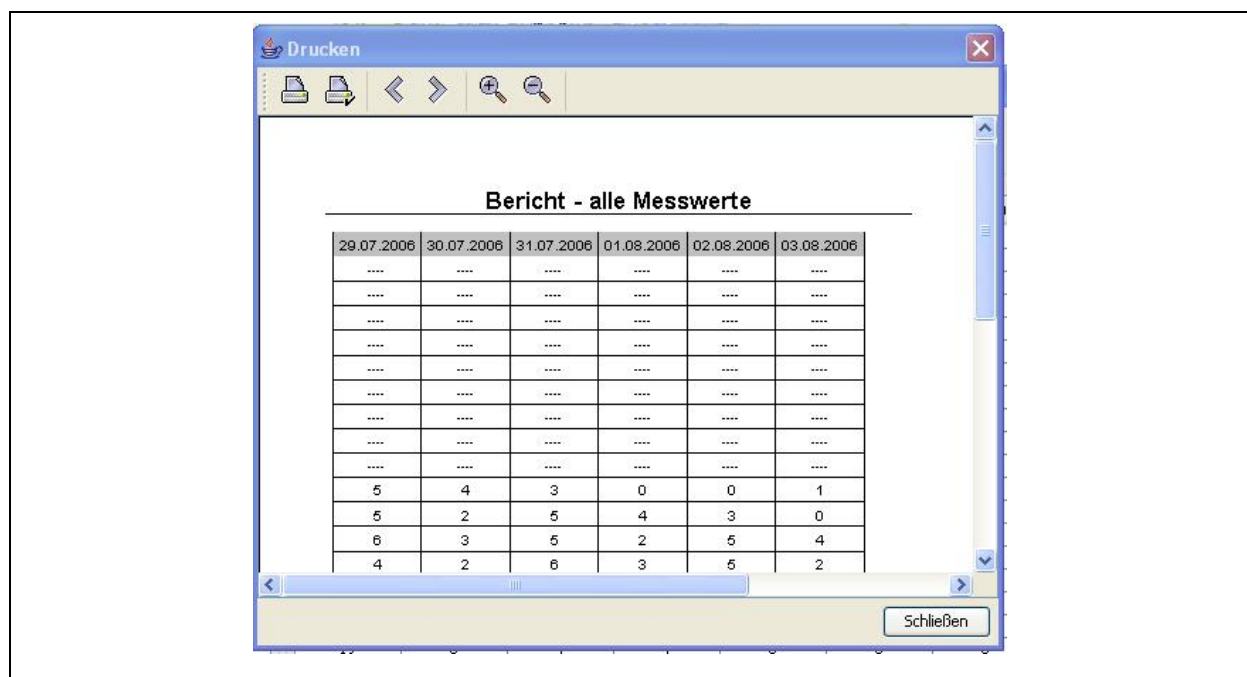 Drucken
Bericht - alle Messwerte
29.07.2006 30.07.2006 31.07.2006 01.08.2006 02.08.2006 03.08.2006
---- ---- ---- ---- ---- ----
---- ---- ---- ---- ---- ----
---- ---- ---- ---- ---- ----
---- ---- ---- ---- ---- ----
---- ---- ---- ---- ---- ----
---- ---- ---- ---- ---- ----
---- ---- ---- ---- ---- ----
---- ---- ---- ---- ---- ----
---- ---- ---- ---- ---- ----
5 4 3 0 0 1
5 2 5 4 3 0
6 3 5 2 5 4
4 2 6 3 5 2
Schließen